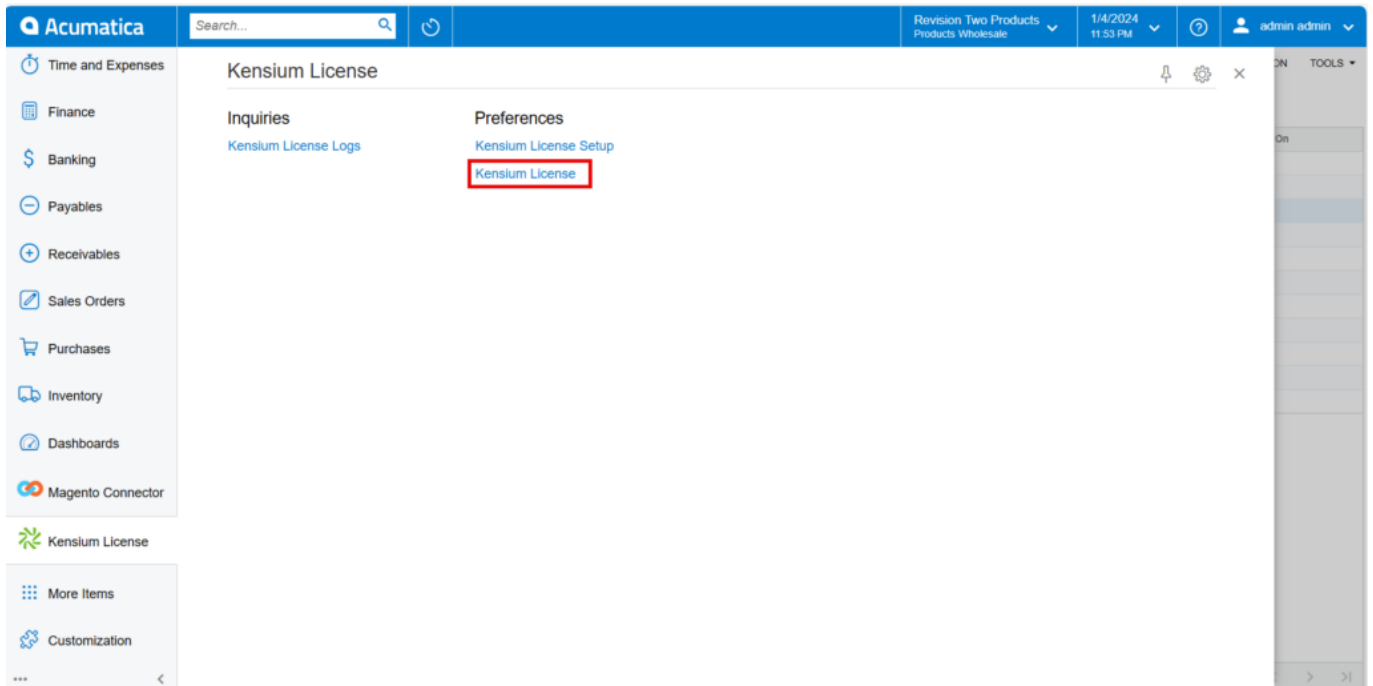 Acumatica
Search...
Revision Two Products
Products Wholesale
1/4/2024
11:53 PM
admin admin
Time and Expenses
Finance
Banking
Payables
Receivables
Sales Orders
Purchases
Inventory
Dashboards
Magento Connector
Kensium License
More Items
Customization
Kensium License
Inquiries
Kensium License Logs
Preferences
Kensium License Setup
Kensium License
ON TOOLS
On